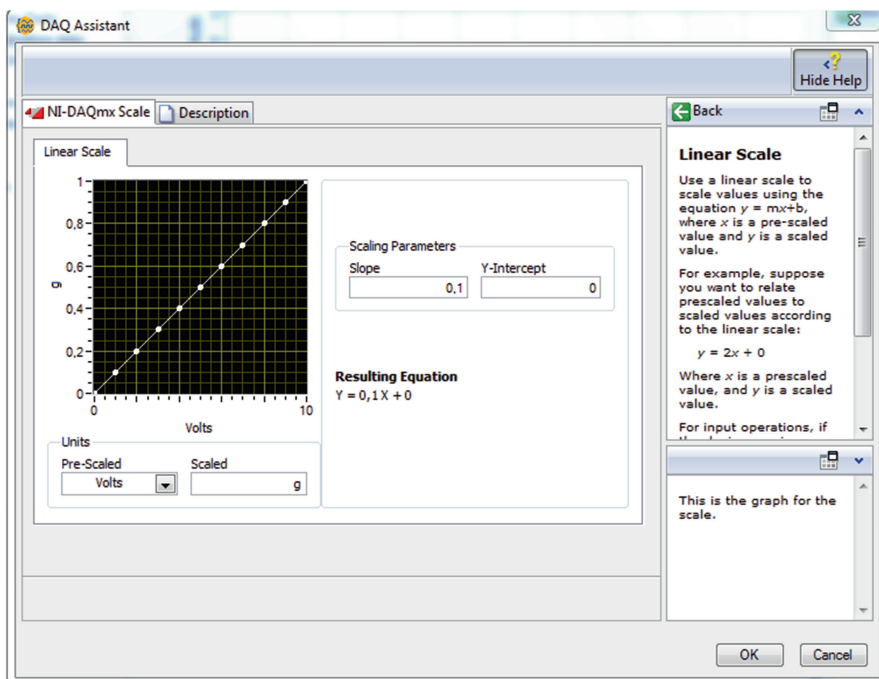 DAQ Assistant
Hide Help
NI-DAQmx Scale
Description
Linear Scale
1
0,8
0,6
0,4
0,2
0
g
0
10
Volts
Units
Pre-Scaled
Scaled
Volts
g
Scaling Parameters
Slope
Y-Intercept
0,1
0
Resulting Equation
Y = 0,1X + 0
Back
Linear Scale
Use a linear scale to
scale values using the
equation y = mx+b,
where x is a pre-scaled
value and y is a scaled
value.
For example, suppose
you want to relate
prescaled values to
scaled values according
to the linear scale:
y = 2x + 0
Where x is a prescaled
value, and y is a scaled
value.
For input operations, if
This is the graph for the
scale.
OK
Cancel